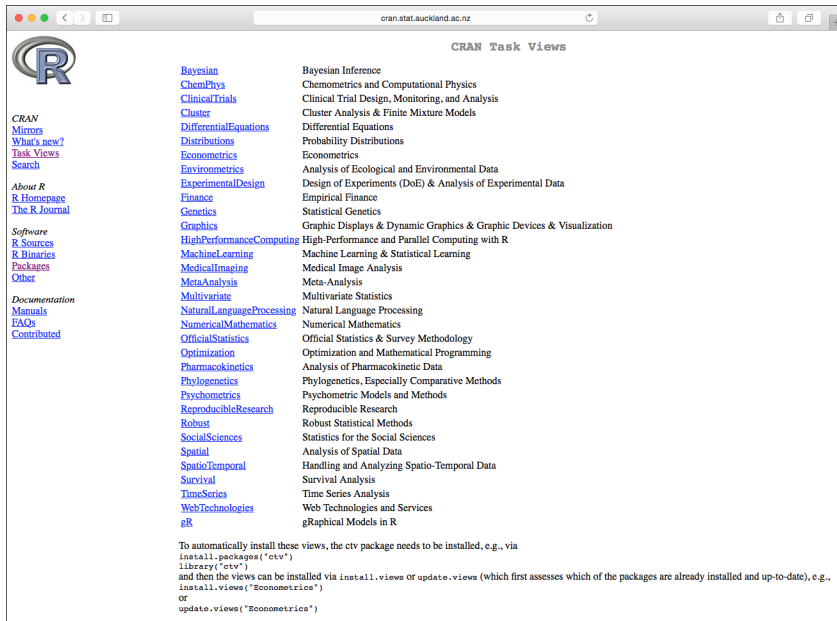 cran.stat.auckland.ac.nz
R
CRAN
Mirrors
What's new?
Task Views
Search
About R
R Homepage
The R Journal
Software
R Sources
R Binaries
Packages
Other
Documentation
Manuals
FAQs
Contributed
CRAN Task Views
Bayesian Bayesian Inference
ChemPhys Chemometrics and Computational Physics
ClinicalTrials Clinical Trial Design, Monitoring, and Analysis
Cluster Cluster Analysis & Finite Mixture Models
DifferentialEquations Differential Equations
Distributions Probability Distributions
Econometrics Econometrics
Environmetrics Analysis of Ecological and Environmental Data
ExperimentalDesign Design of Experiments (DoE) & Analysis of Experimental Data
Finance Empirical Finance
Genetics Statistical Genetics
Graphics Graphic Displays & Dynamic Graphics & Graphic Devices & Visualization
HighPerformanceComputing High-Performance and Parallel Computing with R
MachineLearning Machine Learning & Statistical Learning
MedicalImaging Medical Image Analysis
MetaAnalysis Meta-Analysis
Multivariate Multivariate Statistics
NaturalLanguageProcessing Natural Language Processing
NumericalMathematics Numerical Mathematics
OfficialStatistics Official Statistics & Survey Methodology
Optimization Optimization and Mathematical Programming
Pharmacokinetics Analysis of Pharmacokinetic Data
Phylogenetics Phylogenetics, Especially Comparative Methods
Psychometrics Psychometric Models and Methods
ReproducibleResearch Reproducible Research
Robust Robust Statistical Methods
SocialSciences Statistics for the Social Sciences
Spatial Analysis of Spatial Data
SpatioTemporal Handling and Analyzing Spatio-Temporal Data
Survival Survival Analysis
TimeSeries Time Series Analysis
WebTechnologies Web Technologies and Services
gR gRaphical Models in R
To automatically install these views, the ctv package needs to be installed, e.g., via
install.packages("ctv")
library("ctv")
and then the views can be installed via install.views or update.views (which first assesses which of the packages are already installed and up-to-date), e.g.,
install.views("Econometrics")
or
update.views("Econometrics")